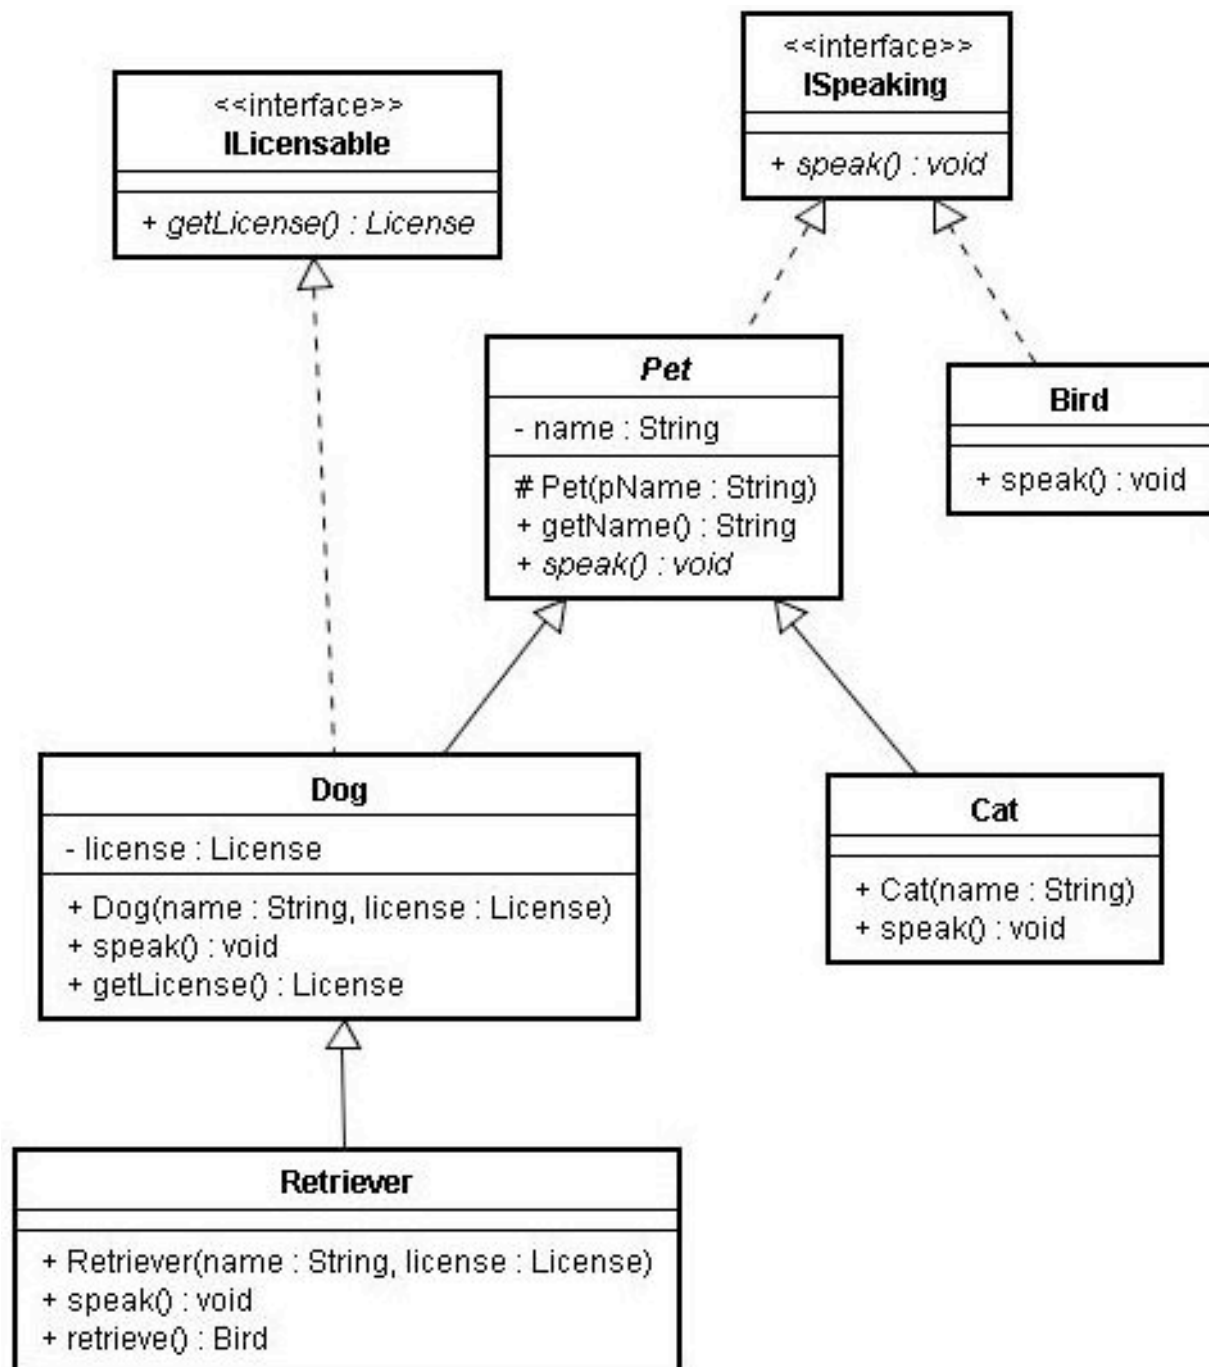 <<interface>>
ILicensable
+ getLicense() : License
<<interface>>
ISpeaking
+ speak() : void
Pet
- name : String
# Pet(pName : String)
+ getName() : String
+ speak() : void
Bird
+ speak() : void
Dog
- license : License
+ Dog(name : String, license : License)
+ speak() : void
+ getLicense() : License
Cat
+ Cat(name : String)
+ speak() : void
Retriever
+ Retriever(name : String, license : License)
+ speak() : void
+ retrieve() : Bird